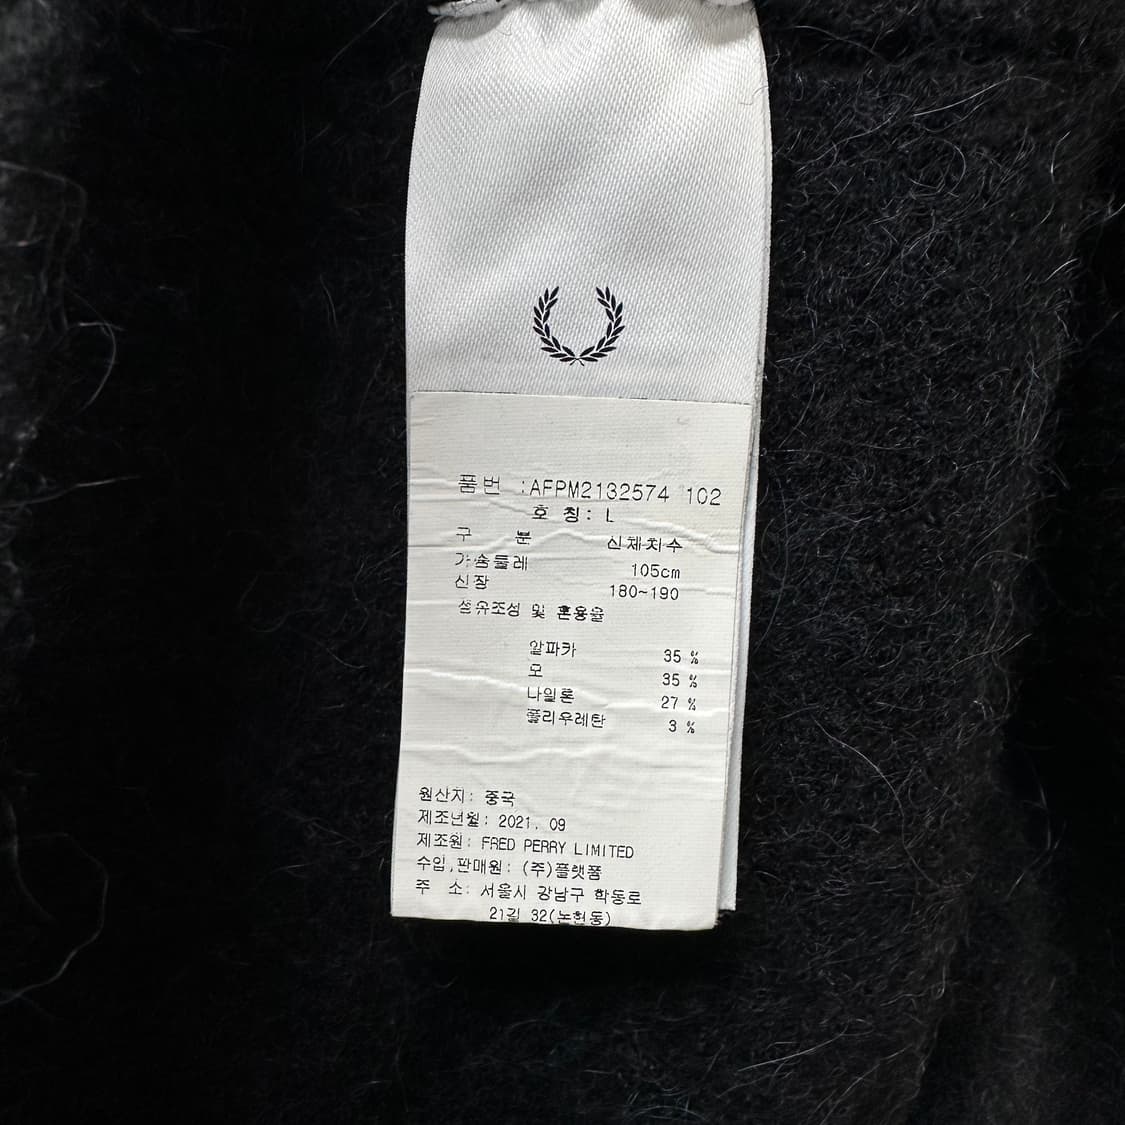 품번 :AFPM2132574 102
호 칭: L
구 분 신체치수
가슴둘레 105cm
신장 180~190
섬유조성 및 혼용율
알파카 35 %
모 35 %
나일론 27 %
폴리우레탄 3 %
원산지: 중국
제조년월: 2021. 09
제조원: FRED PERRY LIMITED
수입,판매원: (주)플랫폼
주 소: 서울시 강남구 학동로
21길 32(논현동)